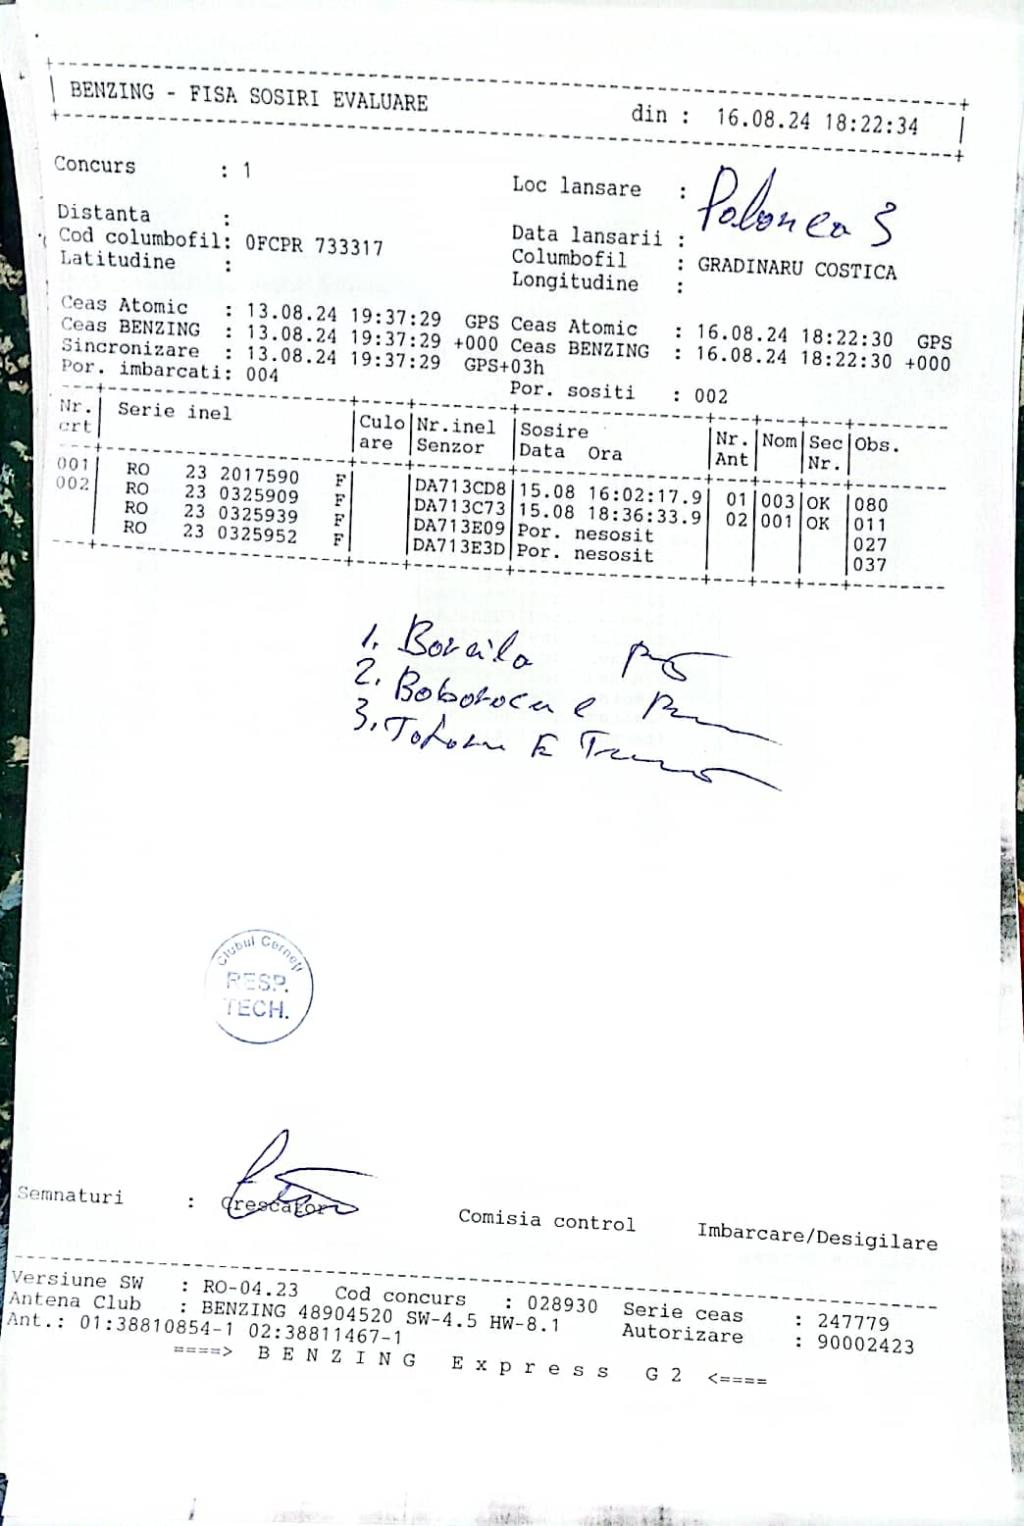 BENZING - FISA SOSIRI EVALUARE din : 16.08.24 18:22:34
Concurs : 1 Loc lansare : Polonea 3
Distanta : Data lansarii :
Cod columbofil: 0FCPR 733317 Columbofil : GRADINARU COSTICA
Latitudine : Longitudine :
Ceas Atomic : 13.08.24 19:37:29 GPS Ceas Atomic : 16.08.24 18:22:30 GPS
Ceas BENZING : 13.08.24 19:37:29 +000 Ceas BENZING : 16.08.24 18:22:30 +000
Sincronizare : 13.08.24 19:37:29 GPS+03h
Por. imbarcati: 004 Por. sositi : 002
Nr. crt Serie inel Culo are Nr.inel Senzor Sosire Data Ora Nr. Ant Nom Sec Nr. Obs.
001 RO 23 2017590 F DA713CD8 15.08 16:02:17.9 01 003 OK 080
002 RO 23 0325909 F DA713C73 15.08 18:36:33.9 02 001 OK 011
RO 23 0325939 F DA713E09 Por. nesosit 027
RO 23 0325952 F DA713E3D Por. nesosit 037
1. Boraila
2. Boborocu e
3.
Clubul Cernești
RESP.
TECH.
Semnaturi : Crescator Comisia control Imbarcare/Desigilare
Versiune SW : RO-04.23 Cod concurs : 028930 Serie ceas : 247779
Antena Club : BENZING 48904520 SW-4.5 HW-8.1 Autorizare : 90002423
Ant.: 01:38810854-1 02:38811467-1
====> B E N Z I N G E x p r e s s G 2 <====